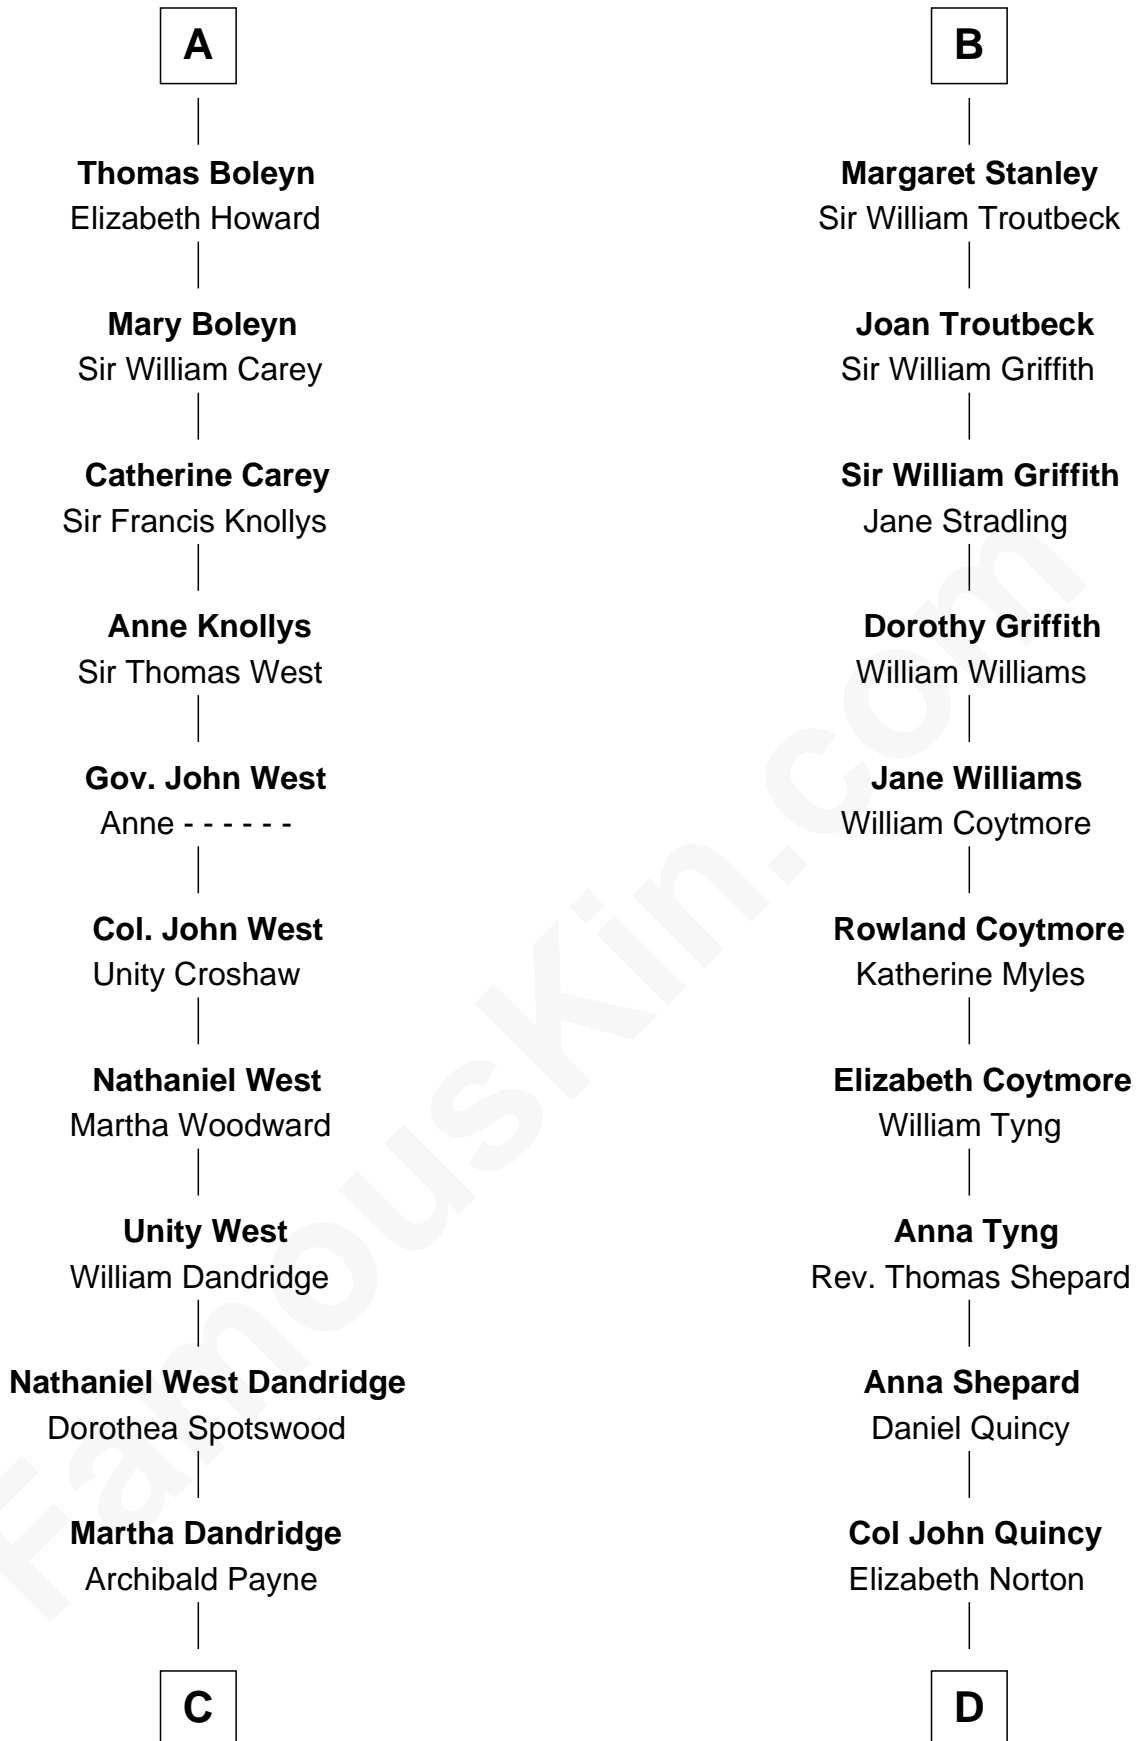 A
Thomas Boleyn
Elizabeth Howard
Mary Boleyn
Sir William Carey
Catherine Carey
Sir Francis Knollys
Anne Knollys
Sir Thomas West
Gov. John West
Anne - - - - - -
Col. John West
Unity Croshaw
Nathaniel West
Martha Woodward
Unity West
William Dandridge
Nathaniel West Dandridge
Dorothea Spotswood
Martha Dandridge
Archibald Payne
C
B
Margaret Stanley
Sir William Troutbeck
Joan Troutbeck
Sir William Griffith
Sir William Griffith
Jane Stradling
Dorothy Griffith
William Williams
Jane Williams
William Coytmore
Rowland Coytmore
Katherine Myles
Elizabeth Coytmore
William Tyng
Anna Tyng
Rev. Thomas Shepard
Anna Shepard
Daniel Quincy
Col John Quincy
Elizabeth Norton
D
FamousKin.com